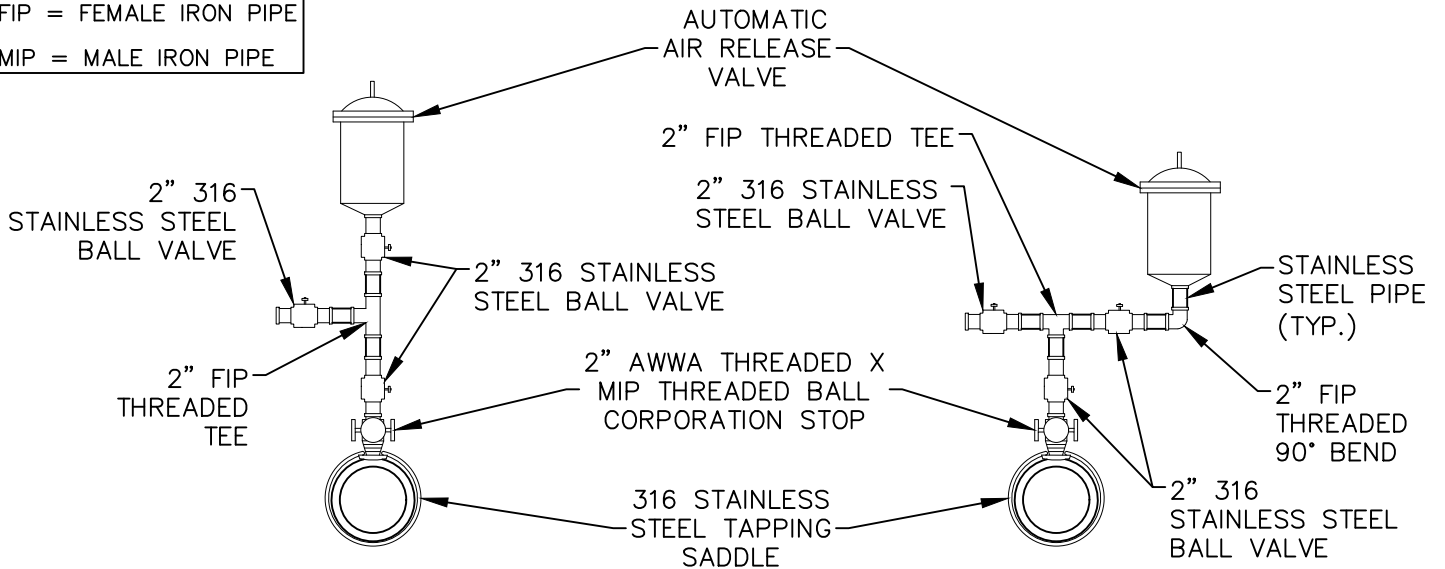 FIP = FEMALE IRON PIPE
MIP = MALE IRON PIPE
AUTOMATIC
AIR RELEASE
VALVE
2” FIP THREADED TEE
2” 316
STAINLESS STEEL
BALL VALVE
2” 316 STAINLESS
STEEL BALL VALVE
2” 316 STAINLESS
STEEL BALL VALVE
STAINLESS
STEEL PIPE
(TYP.)
2” FIP
THREADED
TEE
2” AWWA THREADED X
MIP THREADED BALL
CORPORATION STOP
2” FIP
THREADED
90° BEND
316 STAINLESS
STEEL TAPPING
SADDLE
2” 316
STAINLESS STEEL
BALL VALVE